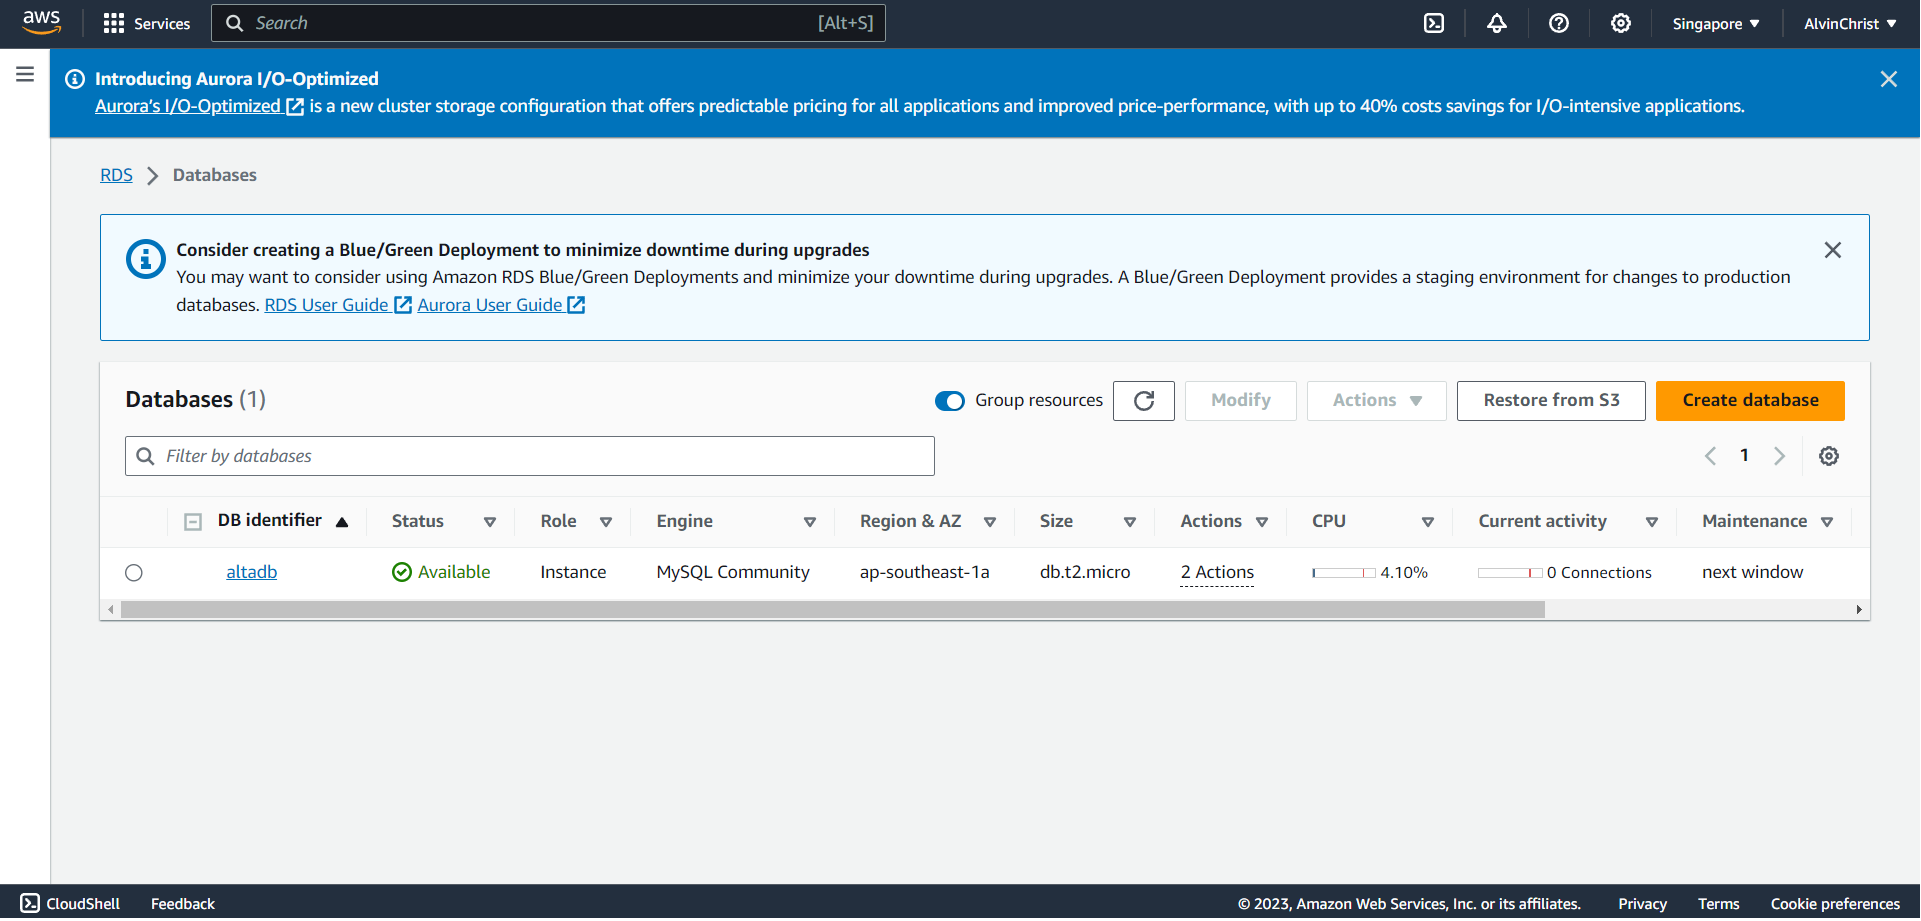 aws Services Search [Alt+S] Singapore AlvinChrist
Introducing Aurora I/O-Optimized
Aurora's I/O-Optimized is a new cluster storage configuration that offers predictable pricing for all applications and improved price-performance, with up to 40% costs savings for I/O-intensive applications.
RDS Databases
Consider creating a Blue/Green Deployment to minimize downtime during upgrades
You may want to consider using Amazon RDS Blue/Green Deployments and minimize your downtime during upgrades. A Blue/Green Deployment provides a staging environment for changes to production
databases. RDS User Guide Aurora User Guide
Databases (1) Group resources Modify Actions Restore from S3 Create database
Filter by databases 1
DB identifier Status Role Engine Region & AZ Size Actions CPU Current activity Maintenance
altadb Available Instance MySQL Community ap-southeast-1a db.t2.micro 2 Actions 4.10% 0 Connections next window
CloudShell Feedback © 2023, Amazon Web Services, Inc. or its affiliates. Privacy Terms Cookie preferences